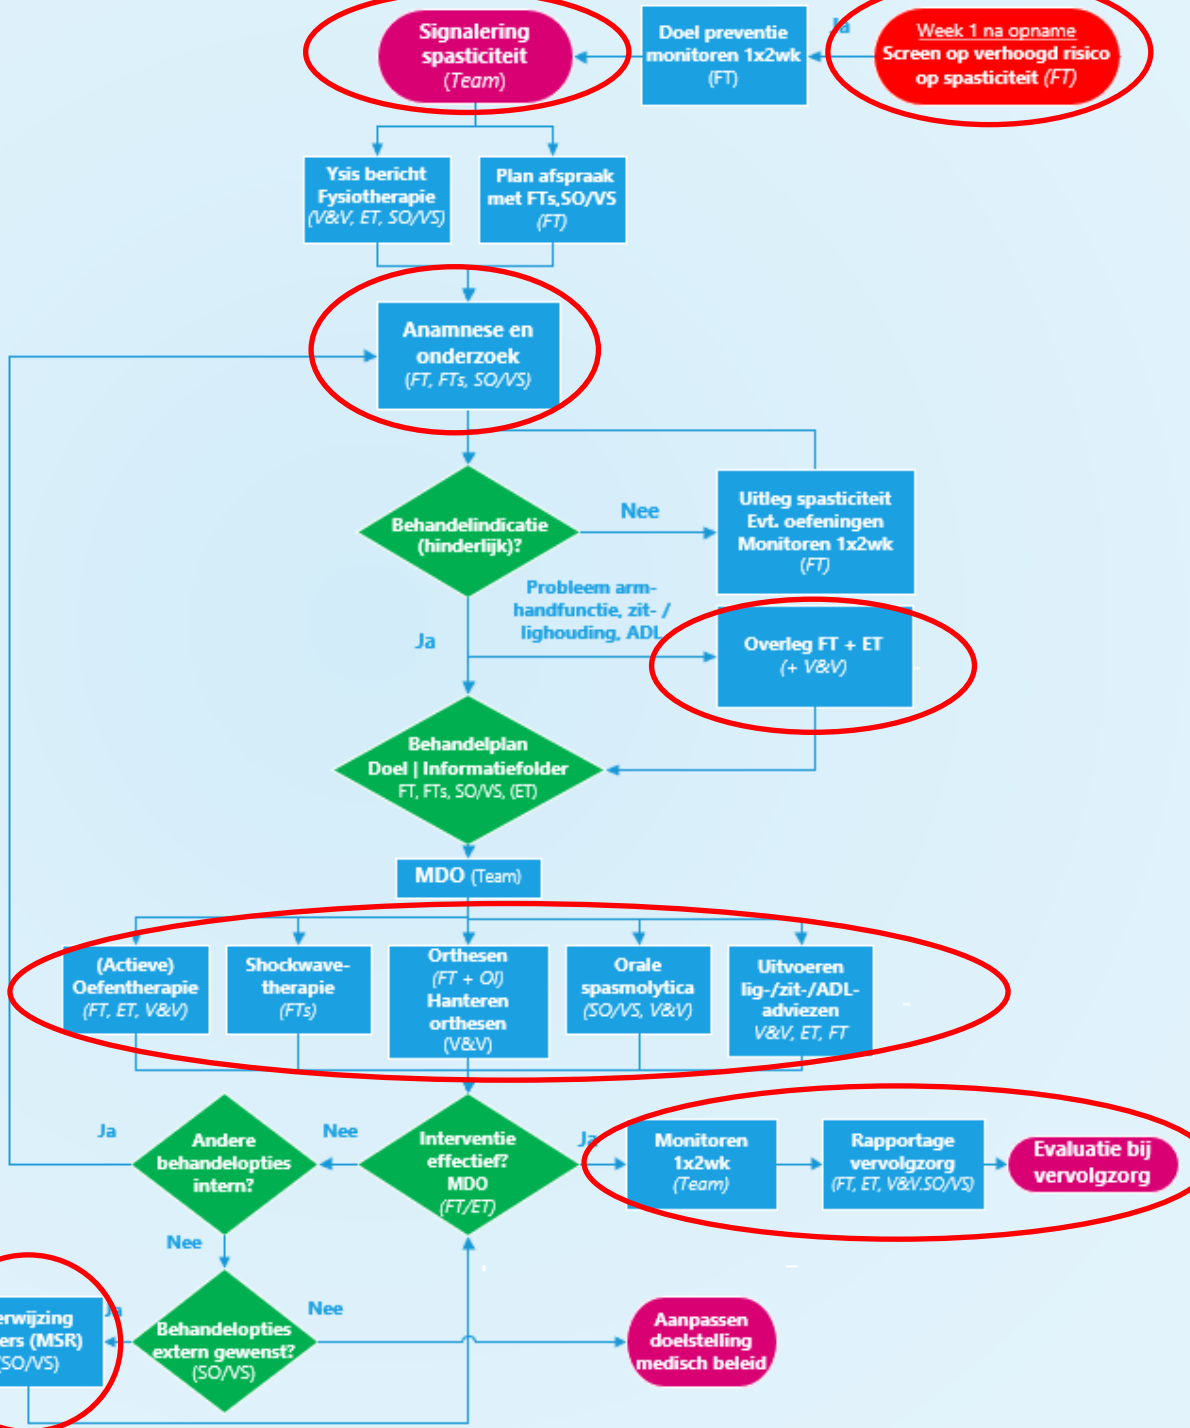 Signalering
spasticiteit
(Team)
Doel preventie
monitoren 1x2wk
(FT)
Ja
Week 1 na opname
Screen op verhoogd risico
op spasticiteit (FT)
Ysis bericht
Fysiotherapie
(V&V, ET, SO/VS)
Plan afspraak
met FTs,SO/VS
(FT)
Anamnese en
onderzoek
(FT, FTs, SO/VS)
Behandelindicatie
(hinderlijk)?
Nee
Uitleg spasticiteit
Evt. oefeningen
Monitoren 1x2wk
(FT)
Probleem arm-
handfunctie, zit- /
lighouding, ADL
Ja
Overleg FT + ET
(+ V&V)
Behandelplan
Doel | Informatiefolder
FT, FTs, SO/VS, (ET)
MDO (Team)
(Actieve)
Oefentherapie
(FT, ET, V&V)
Shockwave-
therapie
(FTs)
Orthesen
(FT + OI)
Hanteren
orthesen
(V&V)
Orale
spasmolytica
(SO/VS, V&V)
Uitvoeren
lig-/zit-/ADL-
adviezen
V&V, ET, FT
Ja
Andere
behandelopties
intern?
Nee
Interventie
effectief?
MDO
(FT/ET)
Ja
Monitoren
1x2wk
(Team)
Rapportage
vervolgzorg
(FT, ET, V&V.SO/VS)
Evaluatie bij
vervolgzorg
Nee
erwijzing
ers (MSR)
SO/VS)
Ja
Behandelopties
extern gewenst?
(SO/VS)
Nee
Aanpassen
doelstelling
medisch beleid